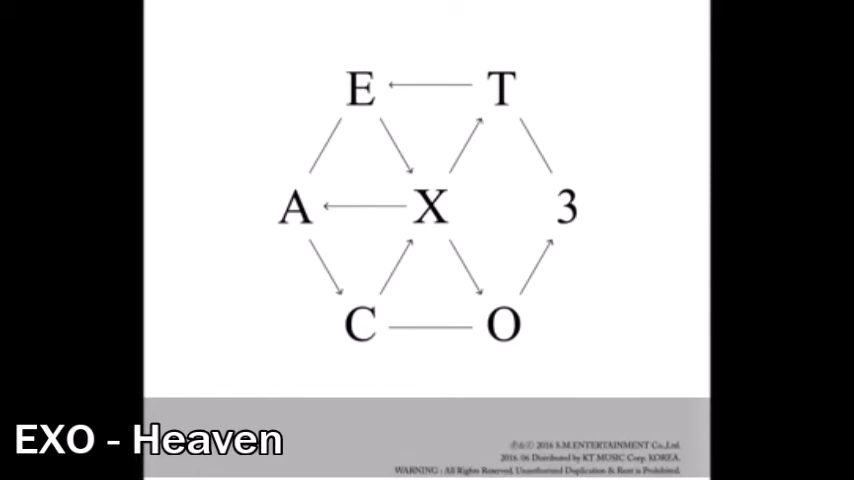 E T
A X 3
C O
EXO - Heaven
Ⓟ&© 2016 S.M.ENTERTAINMENT Co.,Ltd.
2016. 06 Distributed by KT MUSIC Corp. KOREA.
WARNING : All Rights Reserved. Unauthorized Duplication & Rent is Prohibited.